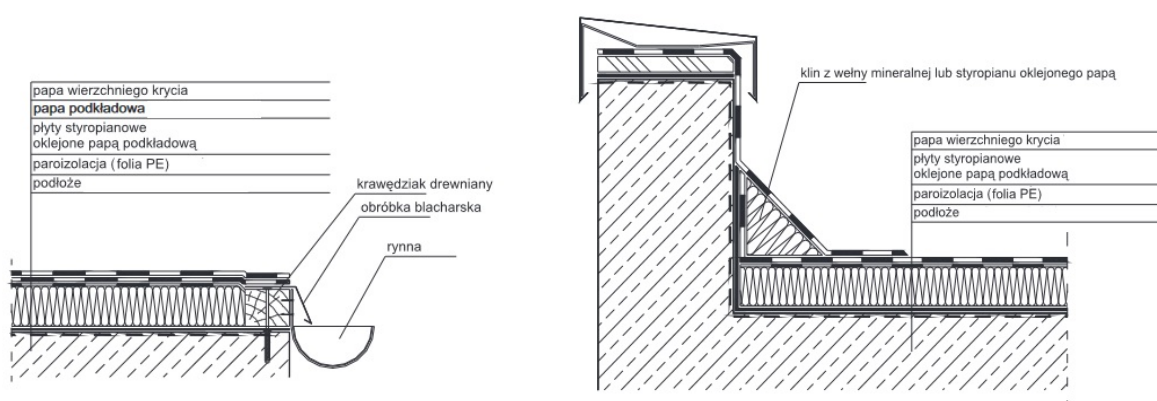 papa wierzchniego krycia
papa podkładowa
płyty styropianowe
oklejone papą podkładową
paroizolacja (folia PE)
podłoże
krawędziak drewniany
obróbka blacharska
rynna
klin z wełny mineralnej lub styropianu oklejonego papą
papa wierzchniego krycia
płyty styropianowe
oklejone papą podkładową
paroizolacja (folia PE)
podłoże